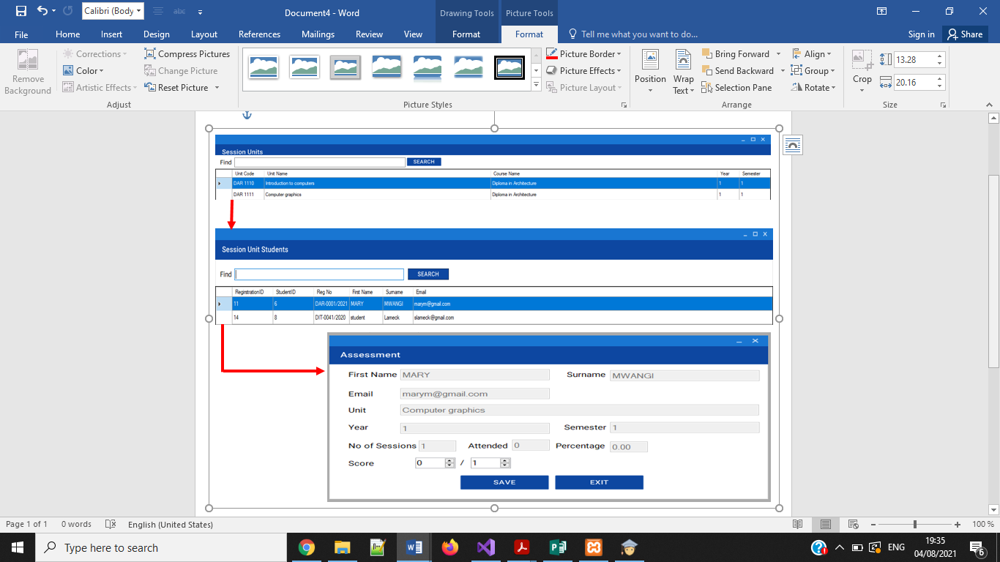 Calibri (Body
abc
Document4 - Word
Drawing Tools
Picture Tools
File Home Insert Design Layout References Mailings Review View Format Format Tell me what you want to do... Sign in Share
Remove Background
Corrections
Color
Artistic Effects
Compress Pictures
Change Picture
Reset Picture
Picture Border
Picture Effects
Picture Layout
Position
Wrap Text
Bring Forward
Send Backward
Selection Pane
Align
Group
Rotate
Crop
13.28
20.16
Adjust Picture Styles Arrange Size
Session Units
Find SEARCH
Unit Code Unit Name Course Name Year Semester
DAR 1110 Introduction to computers Diploma in Architecture 1 1
DAR 1111 Computer graphics Diploma in Architecture 1 1
Session Unit Students
Find SEARCH
RegistrationID StudentID Reg No First Name Surname Email
11 6 DAR-0001/2021 MARY MWANGI marym@gmail.com
14 8 DIT-0041/2020 student Lameck slameck@gmail.com
Assessment
First Name MARY Surname MWANGI
Email marym@gmail.com
Unit Computer graphics
Year 1 Semester 1
No of Sessions 1 Attended 0 Percentage 0.00
Score 0 / 1
SAVE EXIT
Page 1 of 1 0 words English (United States) 100 %
Type here to search
ENG
19:35
04/08/2021
6